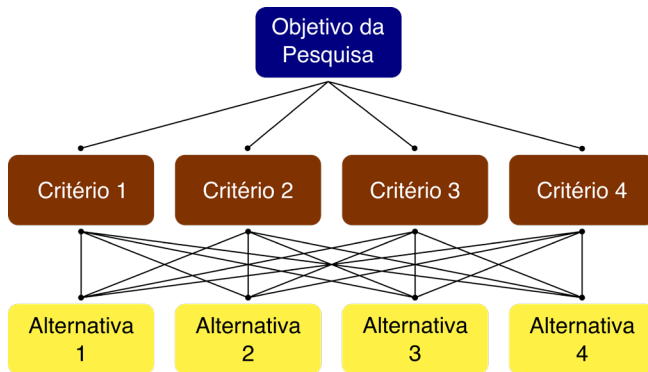 Objetivo da
Pesquisa
Critério 1
Critério 2
Critério 3
Critério 4
Alternativa
1
Alternativa
2
Alternativa
3
Alternativa
4